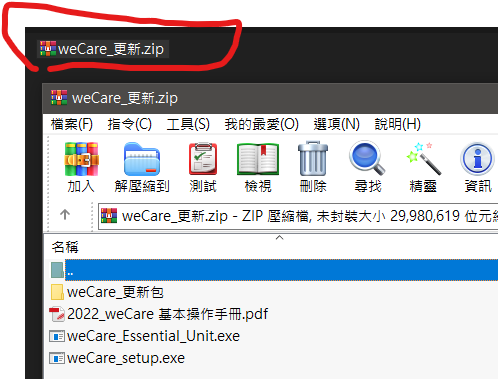 weCare_更新.zip
weCare_更新.zip
檔案(F) 指令(C) 工具(S) 我的最愛(O) 選項(N) 說明(H)
加入 解壓縮到 測試 檢視 刪除 尋找 精靈 資訊
weCare_更新.zip - ZIP 壓縮檔, 未封裝大小 29,980,619 位元
名稱
..
weCare_更新包
2022_weCare 基本操作手冊.pdf
weCare_Essential_Unit.exe
weCare_setup.exe